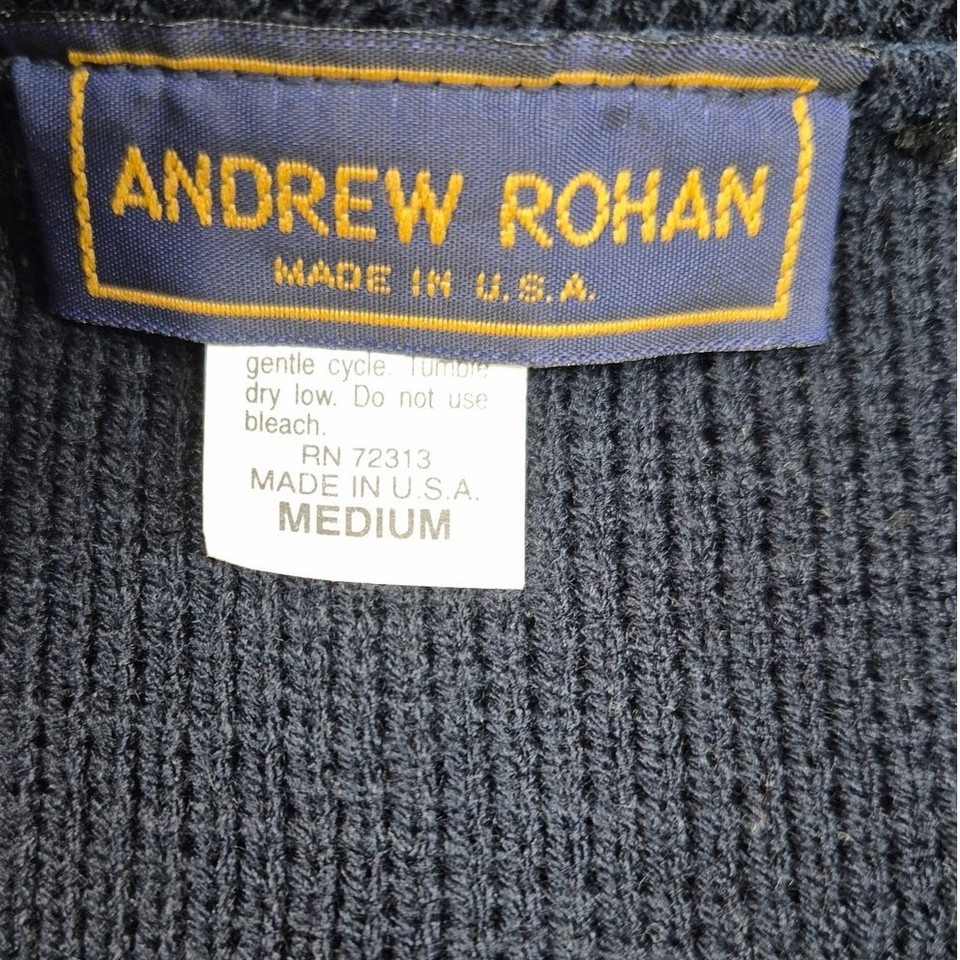 ANDREW ROHAN
MADE IN U.S.A.
gentle cycle. Tumble
dry low. Do not use
bleach.
RN 72313
MADE IN U.S.A.
MEDIUM